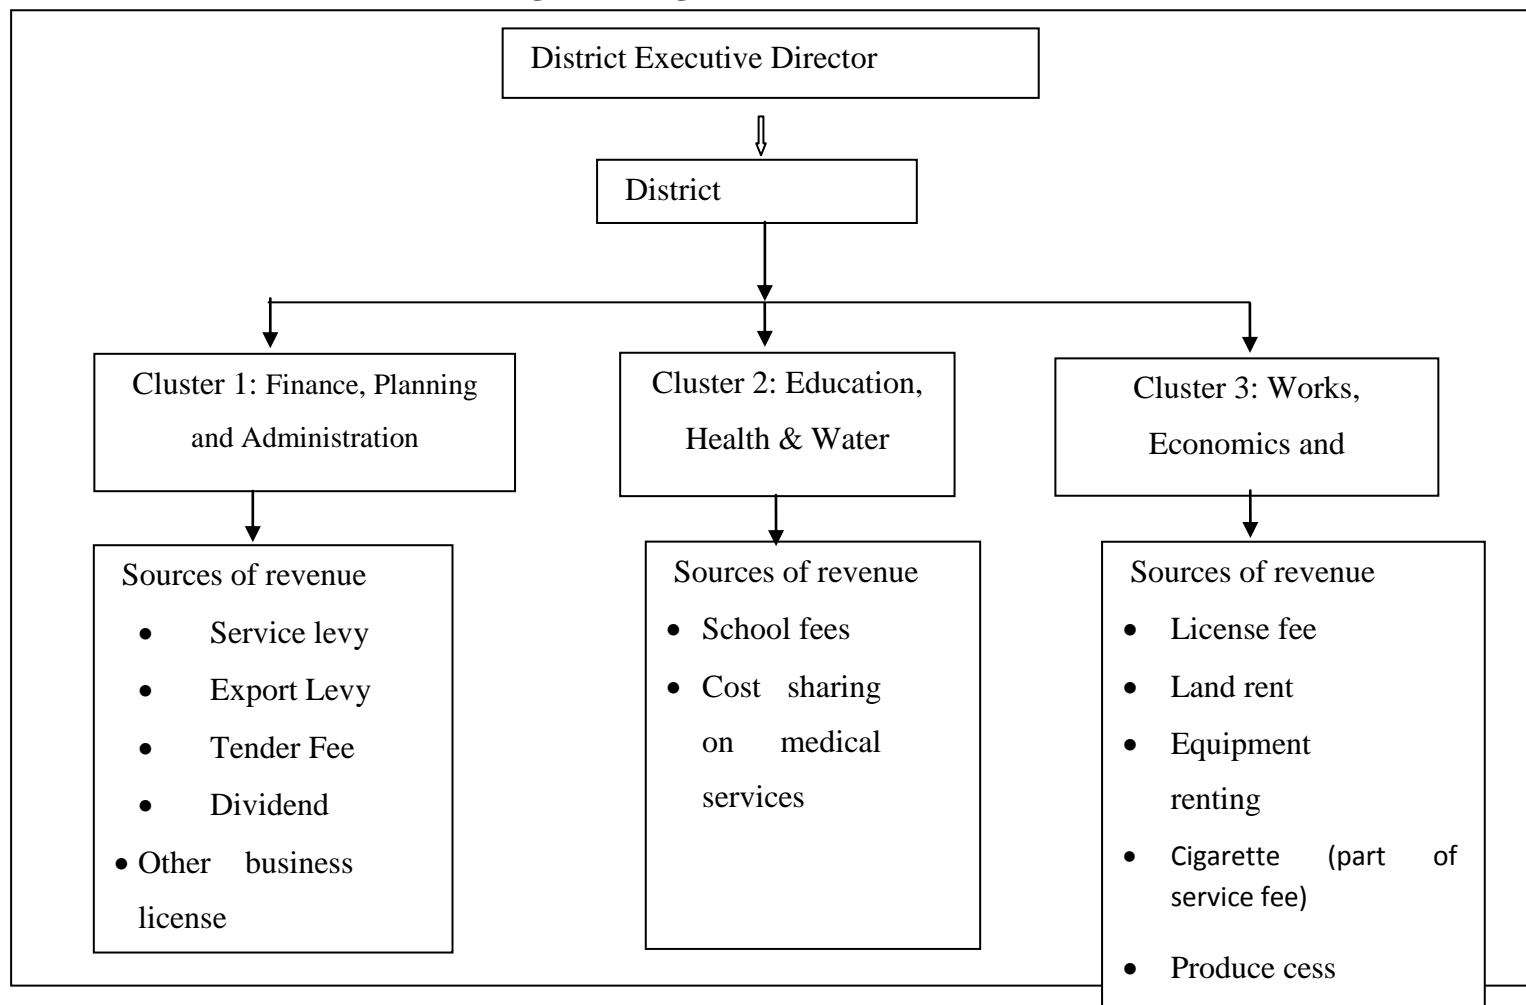 District Executive Director
District
Cluster 1: Finance, Planning
and Administration
Cluster 2: Education,
Health & Water
Cluster 3: Works,
Economics and
Sources of revenue
• Service levy
• Export Levy
• Tender Fee
• Dividend
• Other business
license
Sources of revenue
• School fees
• Cost sharing
on medical
services
Sources of revenue
• License fee
• Land rent
• Equipment
renting
• Cigarette (part of
service fee)
• Produce cess